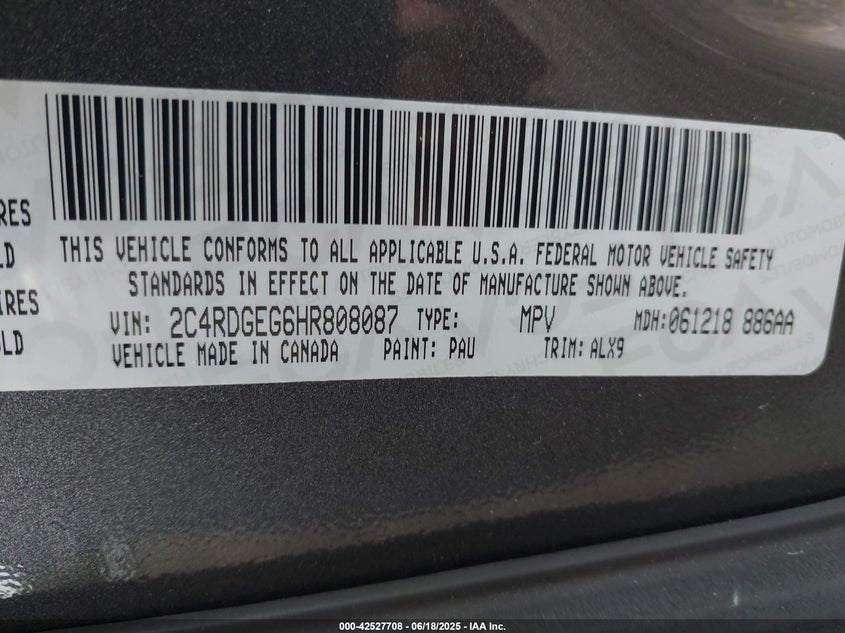 RES
LD
IRES
OLD
THIS VEHICLE CONFORMS TO ALL APPLICABLE U.S.A. FEDERAL MOTOR VEHICLE SAFETY
STANDARDS IN EFFECT ON THE DATE OF MANUFACTURE SHOWN ABOVE.
VIN: 2C4RDGEG6HR808087 TYPE: MPV MDH:061218 886AA
VEHICLE MADE IN CANADA PAINT: PAU TRIM: ALX9
000-42527708 - 06/18/2025 - IAA Inc.